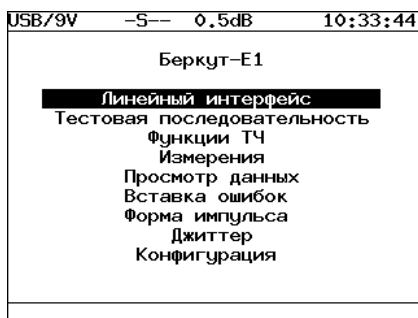 USB/9V –S–– 0.5dB 10:33:44
Беркут–E1
Линейный интерфейс
Тестовая последовательность
Функции ТЧ
Измерения
Просмотр данных
Вставка ошибок
Форма импульса
Джиттер
Конфигурация